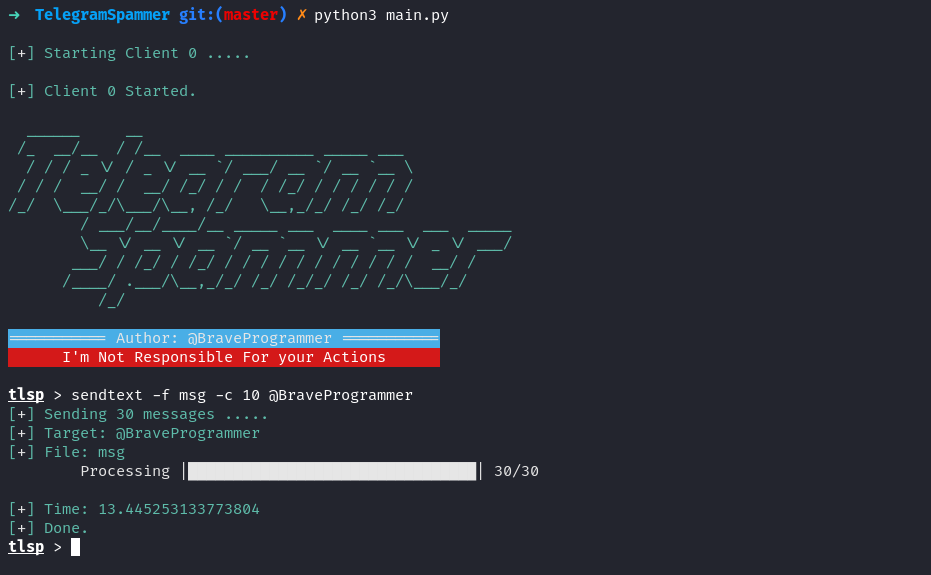 ➜ TelegramSpammer git:(master) ✗ python3 main.py
[+] Starting Client 0 .....
[+] Client 0 Started.
Telegram
Spammer
=========== Author: @BraveProgrammer ===========
I'm Not Responsible For your Actions
tlsp > sendtext -f msg -c 10 @BraveProgrammer
[+] Sending 30 messages .....
[+] Target: @BraveProgrammer
[+] File: msg
Processing |████████████████████████████████| 30/30
[+] Time: 13.445253133773804
[+] Done.
tlsp >